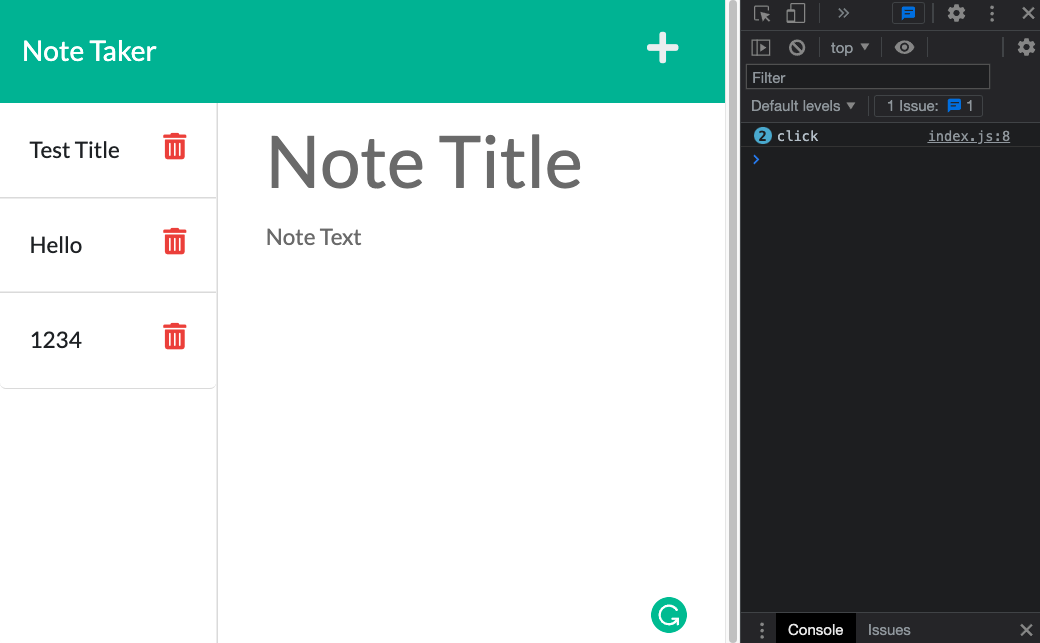 Note Taker
Test Title
Hello
1234
Note Title
Note Text
top
Filter
Default levels
1 Issue: 1
2 click index.js:8
Console Issues